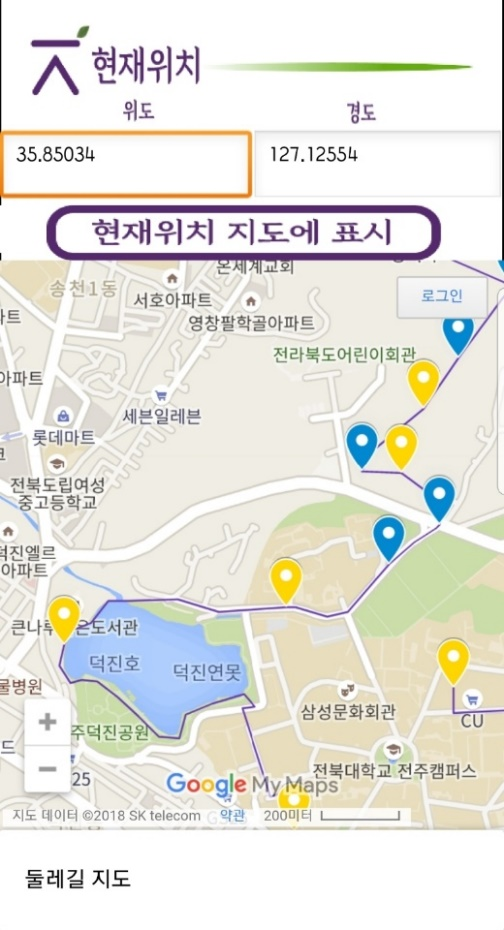 현재위치
위도 경도
35.85034 127.12554
현재위치 지도에 표시
온세계교회
송천1동
로그인
서호아파트
영창팔학골아파트
전라북도어린이회관
아파트
세븐일레븐
롯데마트
전북도립여성
중고등학교
덕진엘르
아파트
큰나루
온도서관
덕진호
덕진연못
물병원
삼성문화회관
CU
주덕진공원
25
전북대학교 전주캠퍼스
Google My Maps
지도 데이터 ©2018 SK telecom 약관 200미터
둘레길 지도